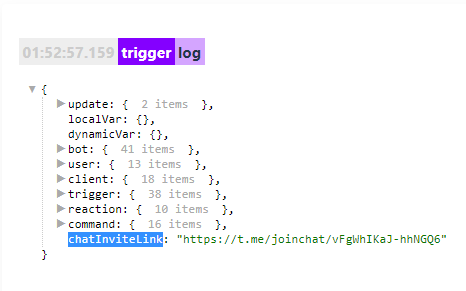 01:52:57.159 trigger log
{
update: { 2 items },
localVar: {},
dynamicVar: {},
bot: { 41 items },
user: { 13 items },
client: { 18 items },
trigger: { 38 items },
reaction: { 10 items },
command: { 16 items },
chatInviteLink: "https://t.me/joinchat/vFgWhIKaJ-hhNGQ6"
}